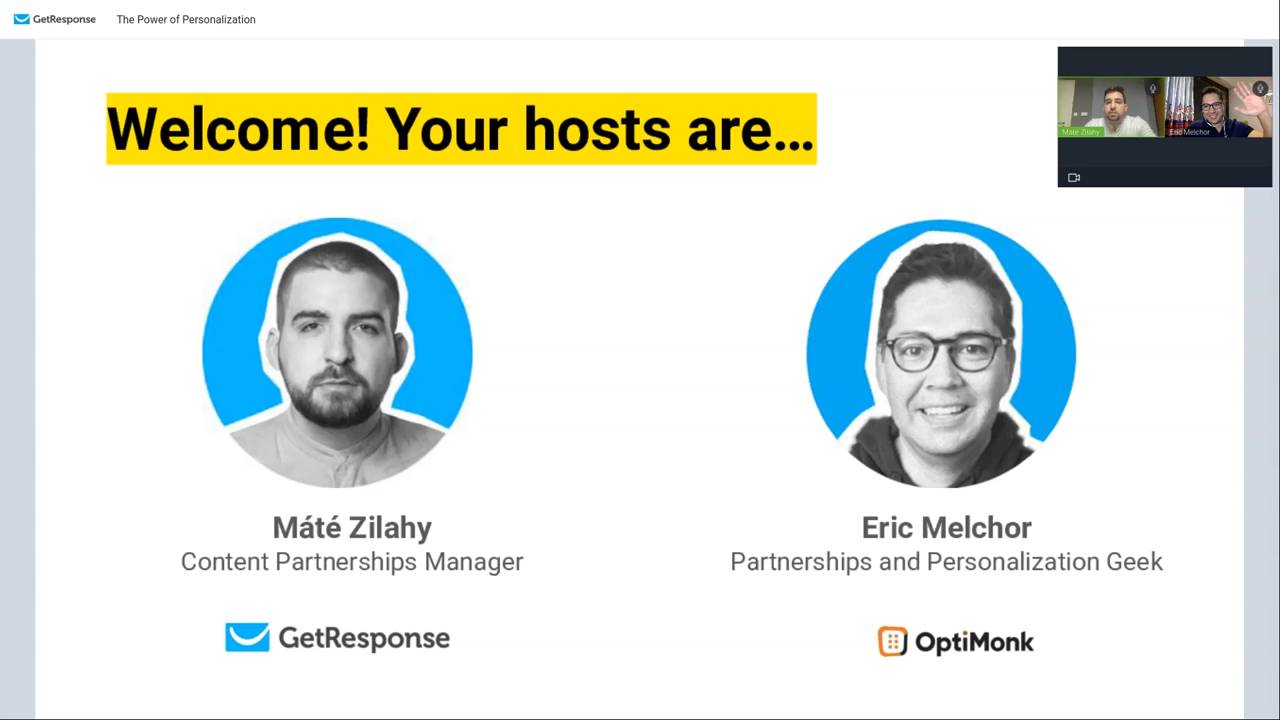 GetResponse The Power of Personalization
Welcome! Your hosts are...
Máté Zilahy Eric Melchor
Máté Zilahy
Content Partnerships Manager
GetResponse
Eric Melchor
Partnerships and Personalization Geek
OptiMonk